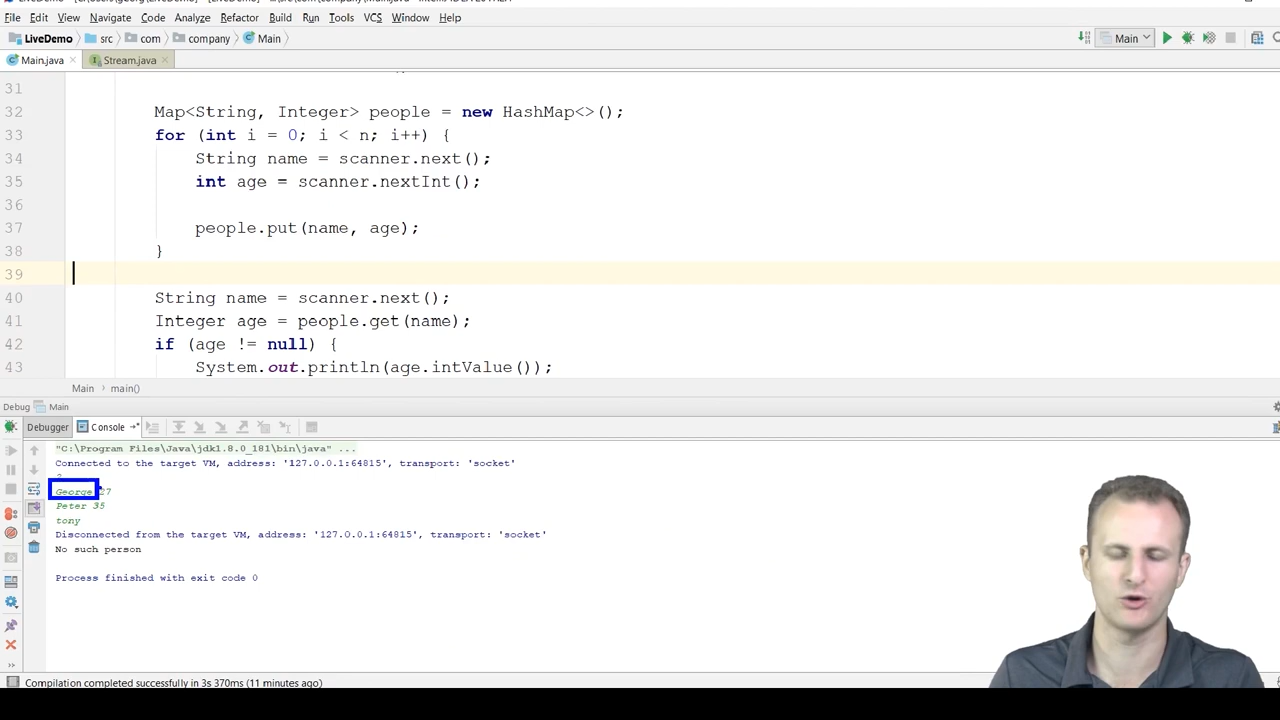 File Edit View Navigate Code Analyze Refactor Build Run Tools VCS Window Help
LiveDemo src com company Main Main
Main.java Stream.java
31
32 Map<String, Integer> people = new HashMap<>();
33 for (int i = 0; i < n; i++) {
34 String name = scanner.next();
35 int age = scanner.nextInt();
36
37 people.put(name, age);
38 }
39
40 String name = scanner.next();
41 Integer age = people.get(name);
42 if (age != null) {
43 System.out.println(age.intValue());
Main main()
Debug Main
Debugger Console
"C:\Program Files\Java\jdk1.8.0_181\bin\java" ...
Connected to the target VM, address: '127.0.0.1:64815', transport: 'socket'
George 27
Peter 35
tony
Disconnected from the target VM, address: '127.0.0.1:64815', transport: 'socket'
No such person
Process finished with exit code 0
Compilation completed successfully in 3s 370ms (11 minutes ago)